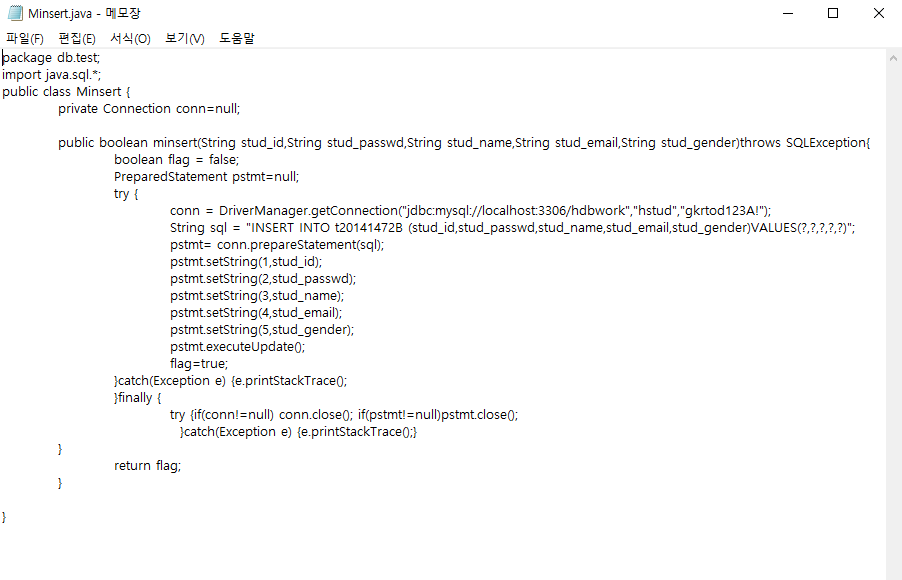 Minsert.java - 메모장
파일(F) 편집(E) 서식(O) 보기(V) 도움말
package db.test;
import java.sql.*;
public class Minsert {
private Connection conn=null;
public boolean minsert(String stud_id,String stud_passwd,String stud_name,String stud_email,String stud_gender)throws SQLException{
boolean flag = false;
PreparedStatement pstmt=null;
try {
conn = DriverManager.getConnection("jdbc:mysql://localhost:3306/hdbwork","hstud","gkrtod123A!");
String sql = "INSERT INTO t20141472B (stud_id,stud_passwd,stud_name,stud_email,stud_gender)VALUES(?,?,?,?,?)";
pstmt= conn.prepareStatement(sql);
pstmt.setString(1,stud_id);
pstmt.setString(2,stud_passwd);
pstmt.setString(3,stud_name);
pstmt.setString(4,stud_email);
pstmt.setString(5,stud_gender);
pstmt.executeUpdate();
flag=true;
}catch(Exception e) {e.printStackTrace();
}finally {
try {if(conn!=null) conn.close(); if(pstmt!=null)pstmt.close();
}catch(Exception e) {e.printStackTrace();}
}
return flag;
}
}